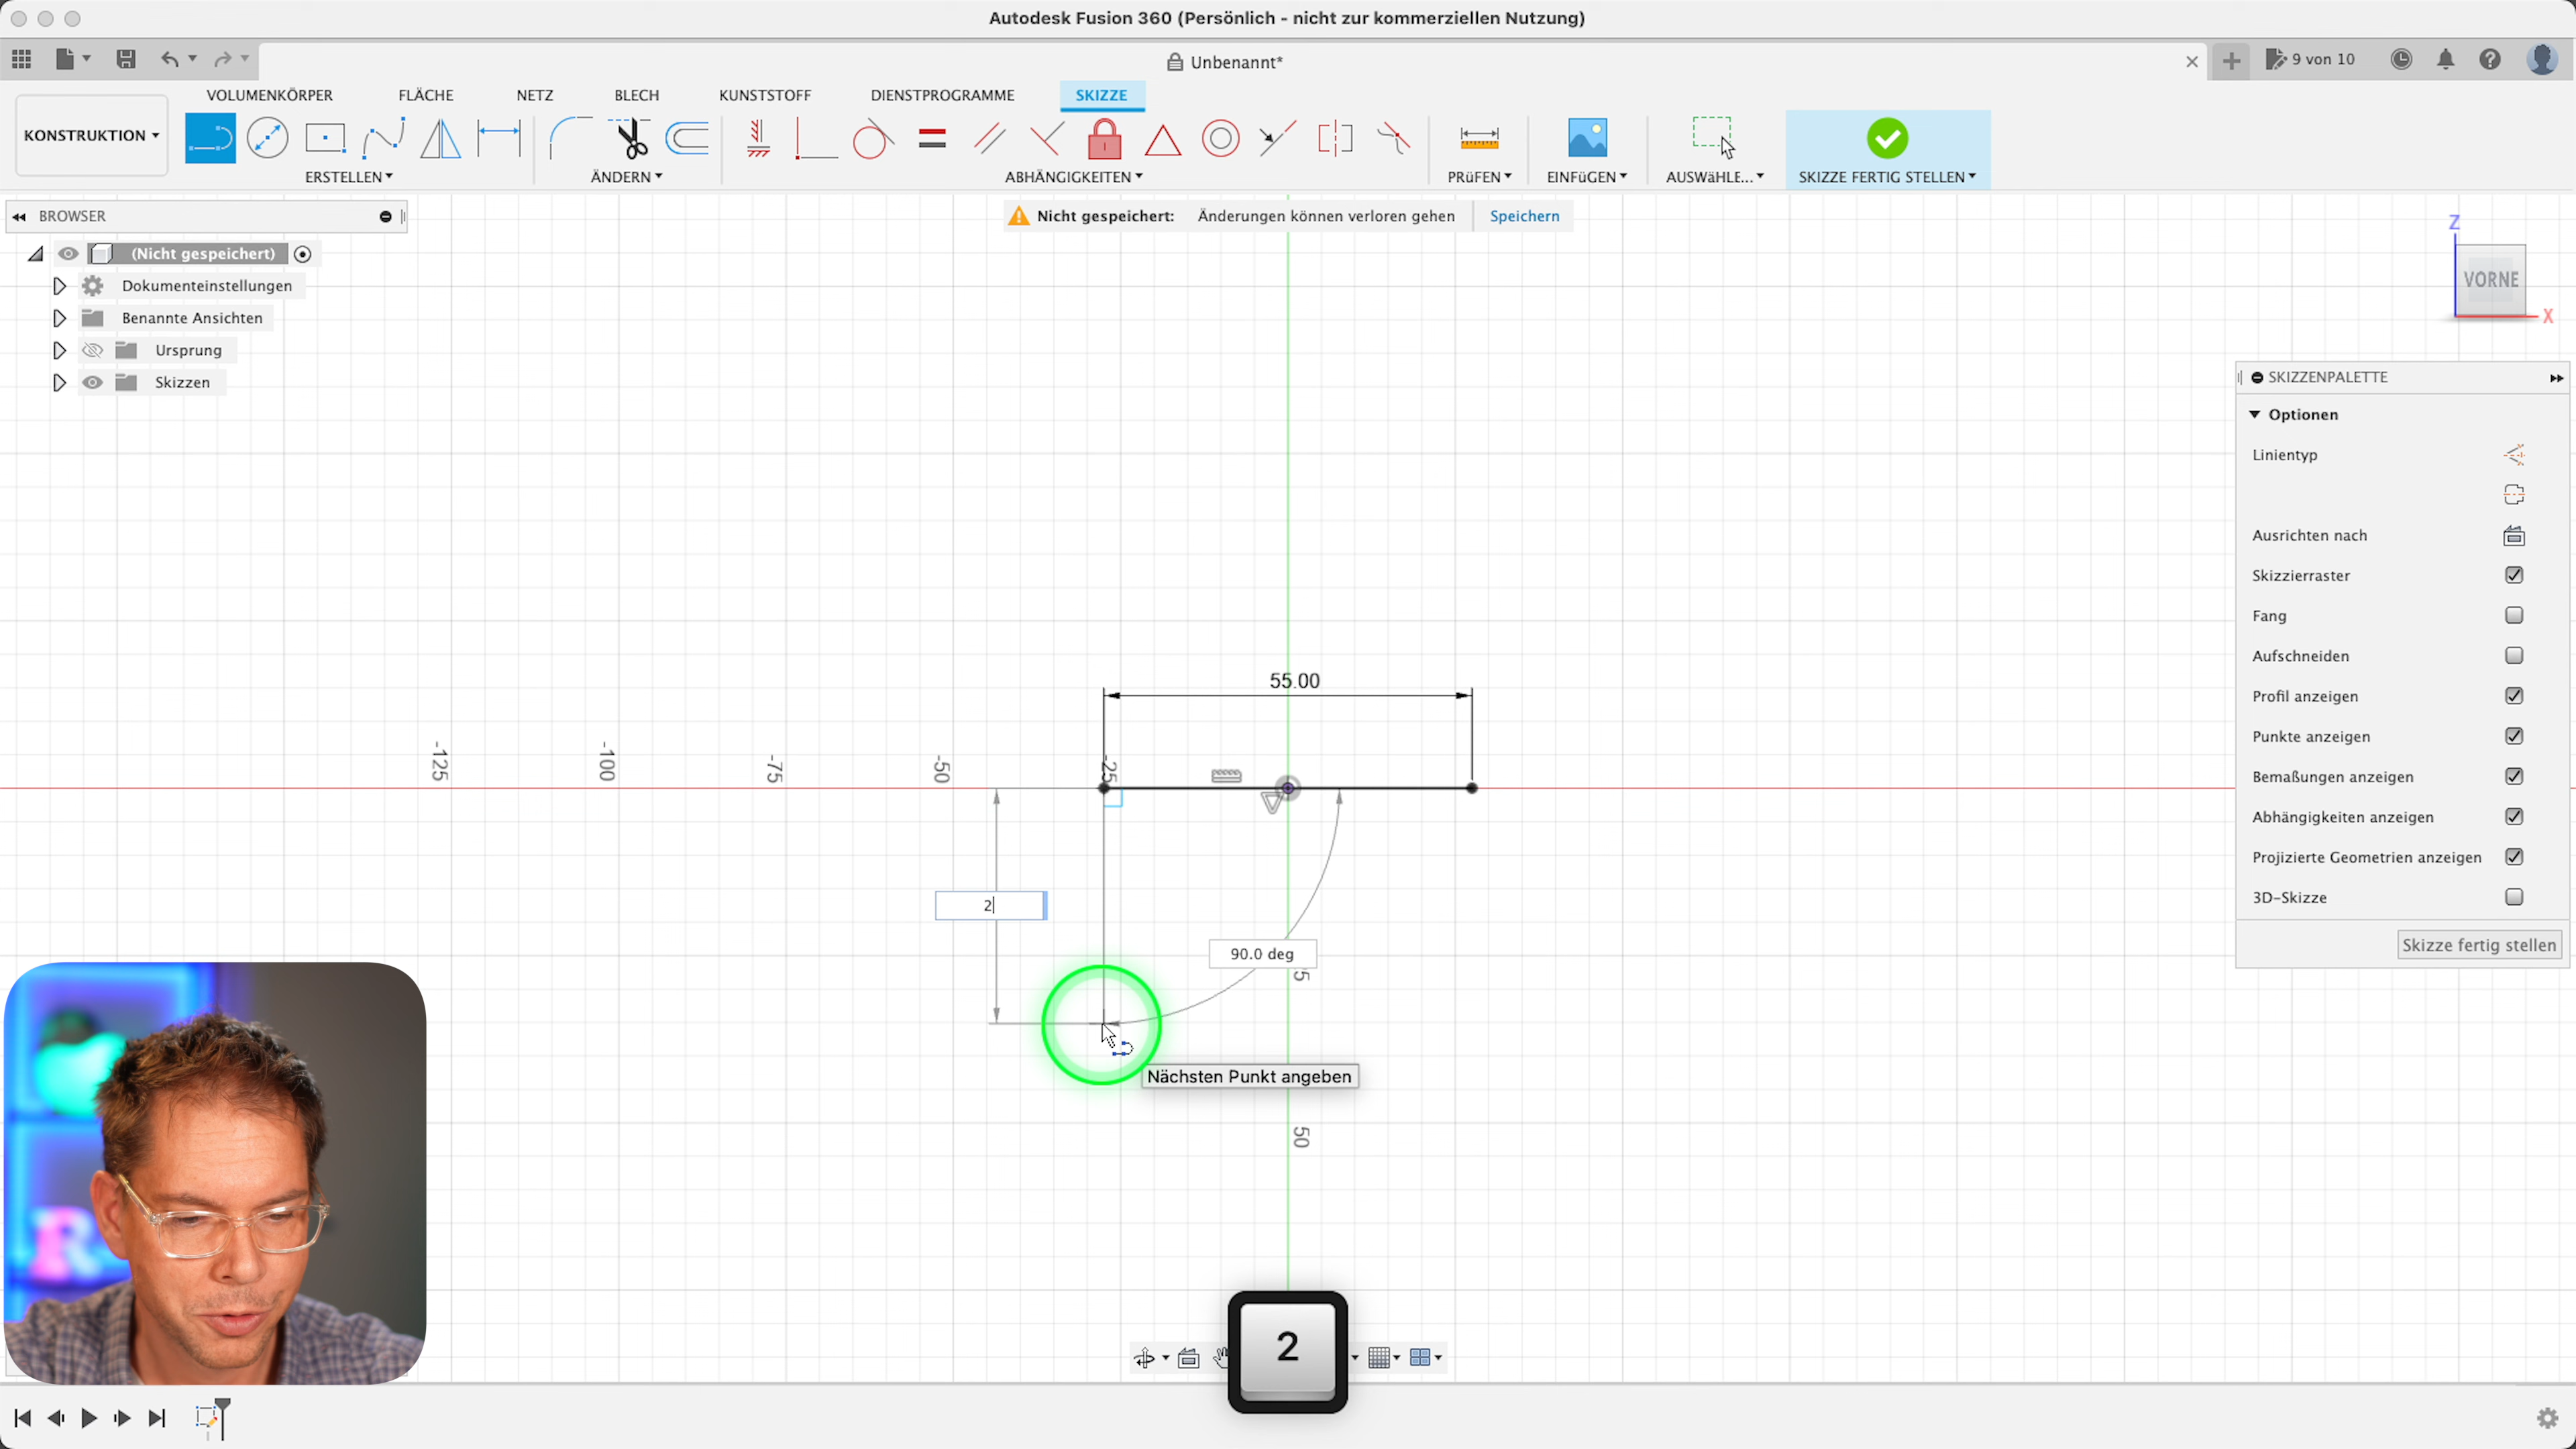 Autodesk Fusion 360 (Persönlich - nicht zur kommerziellen Nutzung)
Unbenannt*
9 von 10
VOLUMENKÖRPER FLÄCHE NETZ BLECH KUNSTSTOFF DIENSTPROGRAMME SKIZZE
KONSTRUKTION
ERSTELLEN ÄNDERN ABHÄNGIGKEITEN PRüFEN EINFüGEN AUSWäHLE... SKIZZE FERTIG STELLEN
BROWSER
Nicht gespeichert: Änderungen können verloren gehen Speichern
(Nicht gespeichert)
Dokumenteinstellungen
Benannte Ansichten
Ursprung
Skizzen
Z
VORNE
X
SKIZZENPALETTE
Optionen
Linientyp
Ausrichten nach
Skizzierraster
Fang
Aufschneiden
Profil anzeigen
Punkte anzeigen
Bemaßungen anzeigen
Abhängigkeiten anzeigen
Projizierte Geometrien anzeigen
3D-Skizze
Skizze fertig stellen
55.00
-125 -100 -75 -50 -25
2
90.0 deg
5
Nächsten Punkt angeben
50
R
2